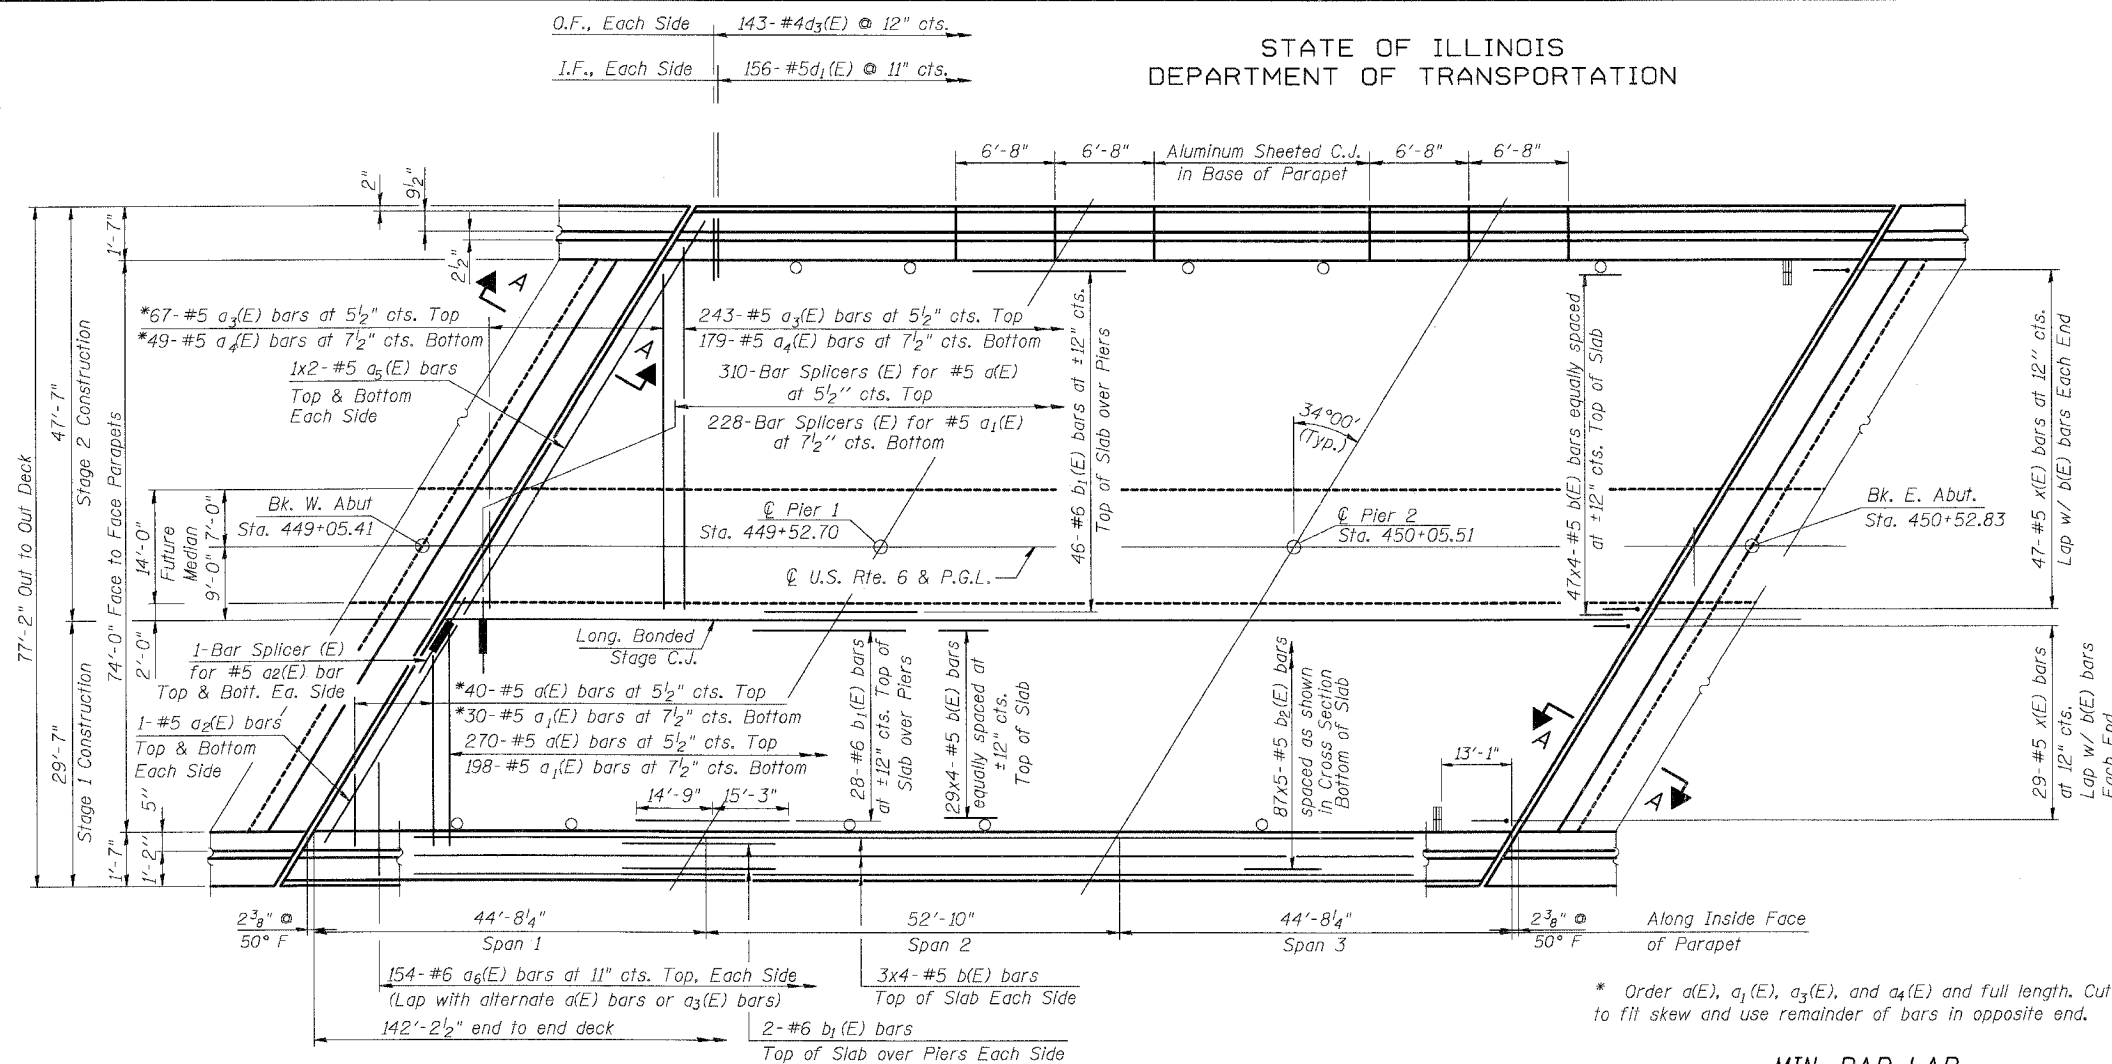 O.F., Each Side
143-#4d3(E) @ 12" cts.
I.F., Each Side
156-#5d1(E) @ 11" cts.
STATE OF ILLINOIS
DEPARTMENT OF TRANSPORTATION
6'-8"
6'-8"
Aluminum Sheeted C.J.
in Base of Parapet
6'-8"
6'-8"
2"
9½"
2½"
1'-7"
77'-2" Out to Out Deck
47'-7"
Stage 2 Construction
29'-7"
Stage 1 Construction
74'-0" Face to Face Parapets
2'-0"
1'-7"
5"
1'-2"
14'-0"
Future
Median
7'-0"
9'-0"
A
A
*67-#5 a3(E) bars at 5½" cts. Top
*49-#5 a4(E) bars at 7½" cts. Bottom
1x2-#5 a5(E) bars
Top & Bottom
Each Side
243-#5 a3(E) bars at 5½" cts. Top
179-#5 a4(E) bars at 7½" cts. Bottom
310-Bar Splicers (E) for #5 a(E)
at 5½" cts. Top
228-Bar Splicers (E) for #5 a1(E)
at 7½" cts. Bottom
46-#6 b1(E) bars at ±12" cts.
Top of Slab over Piers
34°00'
(Typ.)
47x4-#5 b(E) bars equally spaced
at ±12" cts. Top of Slab
47-#5 x(E) bars at 12" cts.
Lap w/ b(E) bars Each End
Bk. W. Abut
Sta. 449+05.41
℄ Pier 1
Sta. 449+52.70
℄ Pier 2
Sta. 450+05.51
Bk. E. Abut.
Sta. 450+52.83
℄ U.S. Rte. 6 & P.G.L.
1-Bar Splicer (E)
for #5 a2(E) bar
Top & Bott. Ea. Side
1-#5 a2(E) bars
Top & Bottom
Each Side
Long. Bonded
Stage C.J.
*40-#5 a(E) bars at 5½" cts. Top
*30-#5 a1(E) bars at 7½" cts. Bottom
270-#5 a(E) bars at 5½" cts. Top
198-#5 a1(E) bars at 7½" cts. Bottom
14'-9"
15'-3"
28-#6 b1(E) bars
at ±12" cts. Top of
Slab over Piers
29x4-#5 b(E) bars
equally spaced at
±12" cts.
Top of Slab
87x5-#5 b2(E) bars
spaced as shown
in Cross Section
Bottom of Slab
A
A
13'-1"
29-#5 x(E) bars
at 12" cts.
Lap w/ b(E) bars
Each End
2⅜" @
50° F
44'-8¼"
Span 1
52'-10"
Span 2
44'-8¼"
Span 3
2⅜" @
50° F
Along Inside Face
of Parapet
154-#6 a6(E) bars at 11" cts. Top, Each Side
(Lap with alternate a(E) bars or a3(E) bars)
142'-2½" end to end deck
3x4-#5 b(E) bars
Top of Slab Each Side
2-#6 b1(E) bars
Top of Slab over Piers Each Side
* Order a(E), a1(E), a3(E), and a4(E) and full length. Cut
to fit skew and use remainder of bars in opposite end.